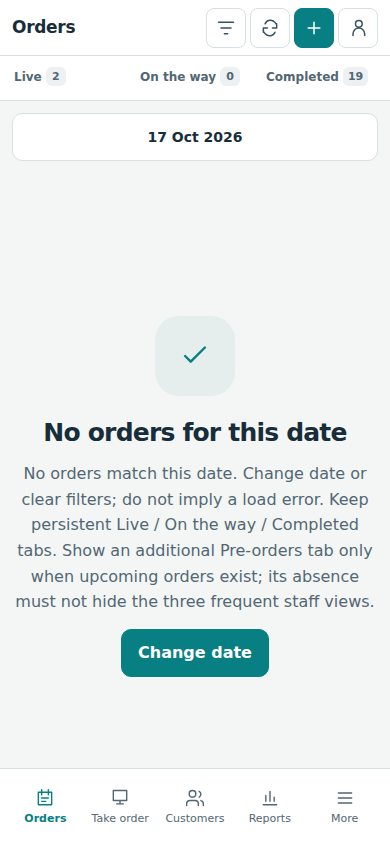 Orders
Live 2 On the way 0 Completed 19
17 Oct 2026
No orders for this date
No orders match this date. Change date or
clear filters; do not imply a load error. Keep
persistent Live / On the way / Completed
tabs. Show an additional Pre-orders tab only
when upcoming orders exist; its absence
must not hide the three frequent staff views.
Change date
Orders Take order Customers Reports More